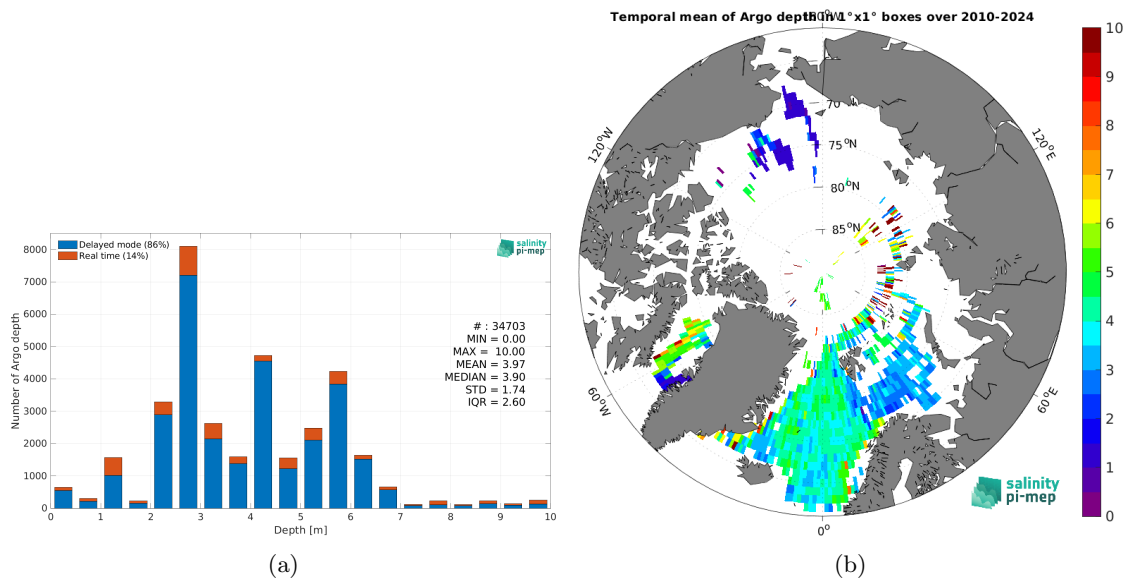 Temporal mean of Argo depth in 1°x1° boxes over 2010-2024
Delayed mode (86%)
Real time (14%)
salinity
pi-mep
# : 34703
MIN = 0.00
MAX = 10.00
MEAN = 3.97
MEDIAN = 3.90
STD = 1.74
IQR = 2.60
Number of Argo depth
8000
7000
6000
5000
4000
3000
2000
1000
0
0 1 2 3 4 5 6 7 8 9 10
Depth [m]
(a)
120°W
120°E
75°N
80°N
85°N
60°W
60°E
0°
salinity
pi-mep
10
9
8
7
6
5
4
3
2
1
0
(b)